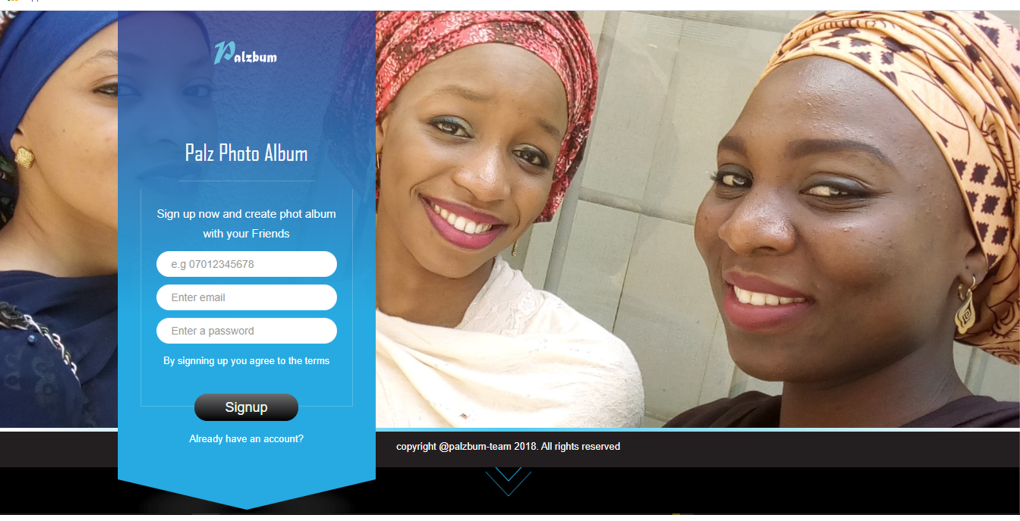 Palzbum
Palz Photo Album
Sign up now and create phot album
with your Friends
e.g 07012345678
Enter email
Enter a password
By signning up you agree to the terms
Signup
Already have an account?
copyright @palzbum-team 2018. All rights reserved